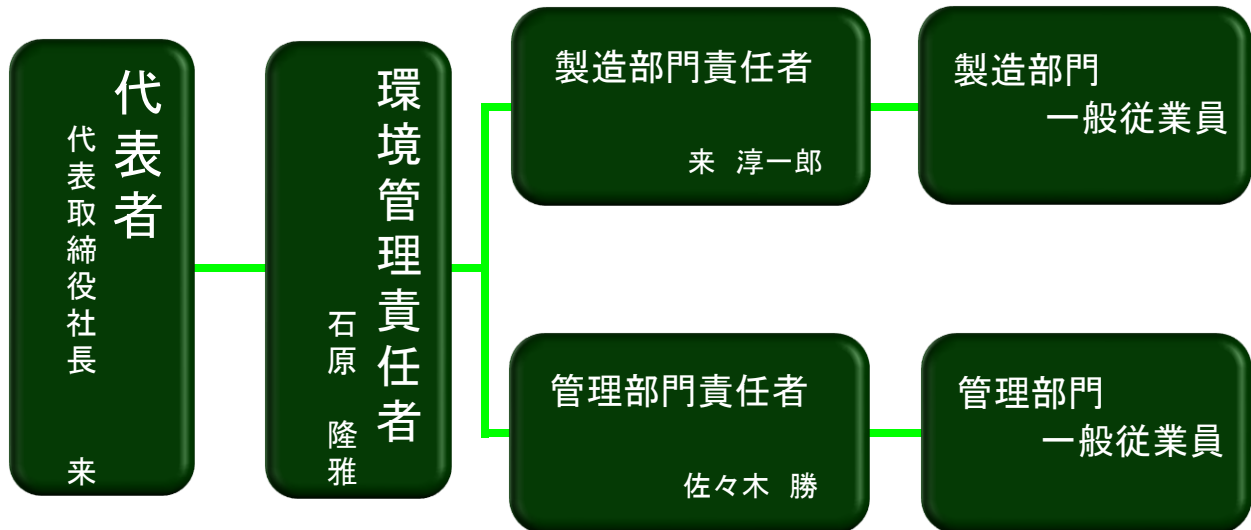 代表者
代表取締役社長 来
環境管理責任者
石原 隆雅
製造部門責任者
来 淳一郎
製造部門
一般従業員
管理部門責任者
佐々木 勝
管理部門
一般従業員